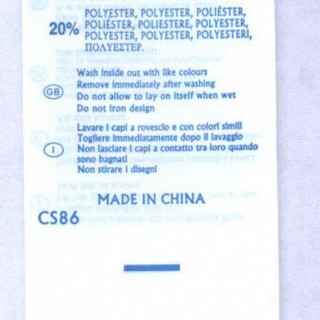 20% POLYESTER, POLYESTER, POLIÉSTER,
POLIÉSTER, POLIESTERE, POLYESTER,
POLYESTER, POLYESTER, POLYESTERI,
ΠΟΛΥΕΣΤΕΡ.
Wash inside out with like colours
GB Remove immediately after washing
Do not allow to lay on itself when wet
Do not iron design
Lavare i capi a rovescio e con colori simili
Togliere immediatamente dopo il lavaggio
I Non lasciare i capi a contatto tra loro quando
sono bagnati
Non stirare i disegni
MADE IN CHINA
CS86